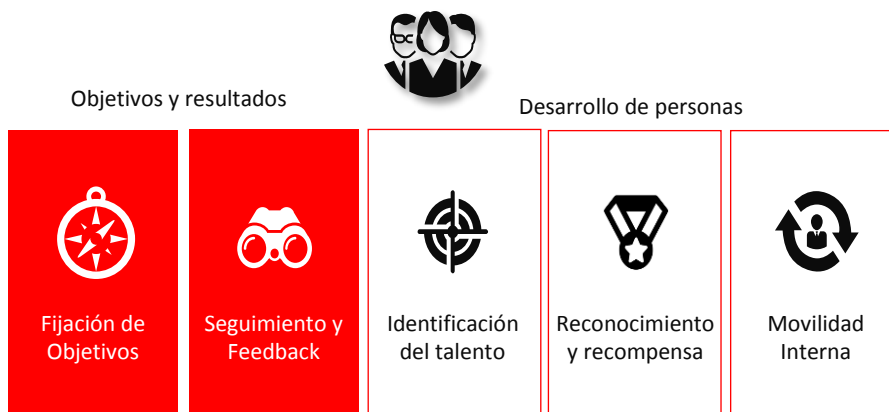 Objetivos y resultados
Desarrollo de personas
Fijación de
Objetivos
Seguimiento y
Feedback
Identificación
del talento
Reconocimiento
y recompensa
Movilidad
Interna